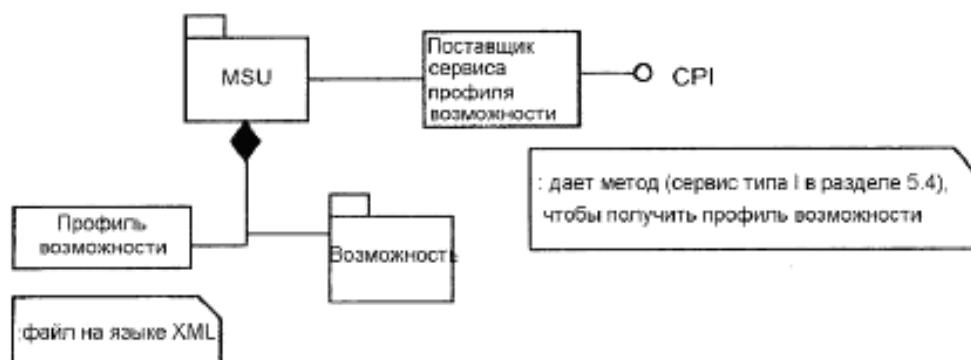 MSU
Поставщик
сервиса
профиля
возможности
CPI
: дает метод (сервис типа I в разделе 5.4),
чтобы получить профиль возможности
Профиль
возможности
Возможность
:файл на языке XML